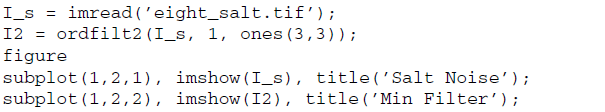 I_s = imread(’eight_salt.tif’);
I2 = ordfilt2(I_s, 1, ones(3,3));
figure
subplot(1,2,1), imshow(I_s), title(’Salt Noise’);
subplot(1,2,2), imshow(I2), title(’Min Filter’);